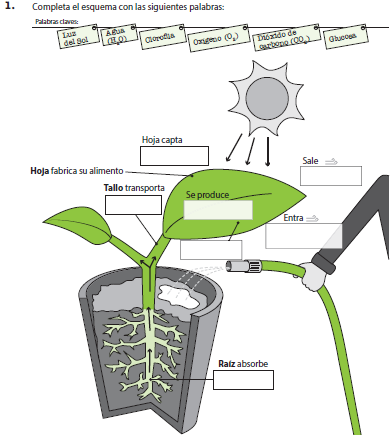 1. Completa el esquema con las siguientes palabras:
Palabras claves:
Luz
del Sol
Agua
(H₂O)
Clorofila
Oxígeno (O₂)
Dióxido de
carbono (CO₂)
Glucosa
Hoja capta
Sale
Hoja fabrica su alimento
Tallo transporta
Se produce
Entra
Raíz absorbe